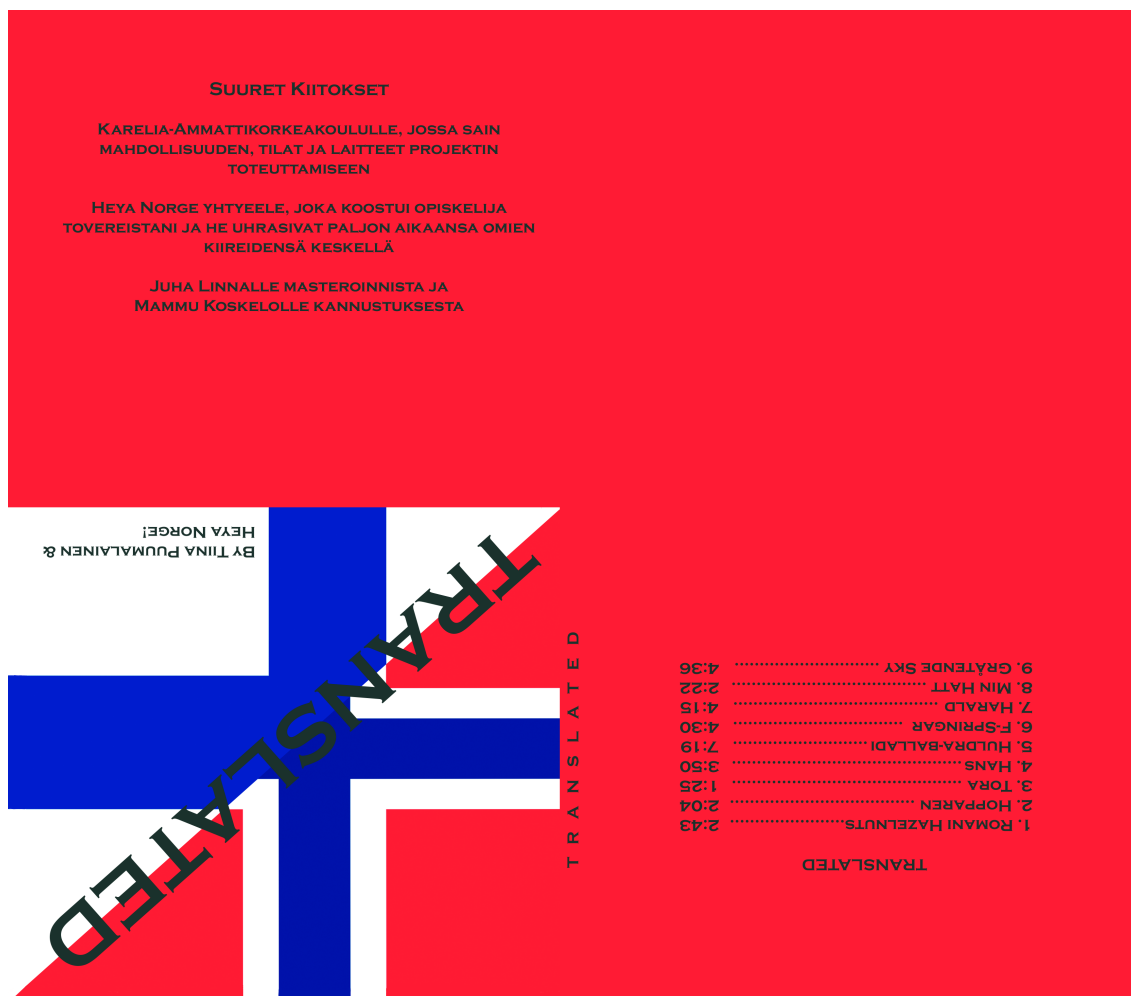 Suuret Kiitokset
Karelia-Ammattikorkeakoululle, jossa sain
mahdollisuuden, tilat ja laitteet projektin
toteuttamiseen
Heya Norge yhtyeele, joka koostui opiskelija
tovereistani ja he uhrasivat paljon aikaansa omien
kiireidensä keskellä
Juha Linnalle masteroinnista ja
Mammu Koskelolle kannustuksesta
By Tiina Puumalainen &
Heya Norge!
TRANSLATED
TRANSLATED
TRANSLATED
1. Romani Hazelnuts 2:43
2. Hopparen 2:04
3. Tora 1:25
4. Hans 3:50
5. Huldra-balladi 7:19
6. F-Springar 4:30
7. Harald 4:15
8. Min Hatt 2:22
9. Gråtende Sky 4:36